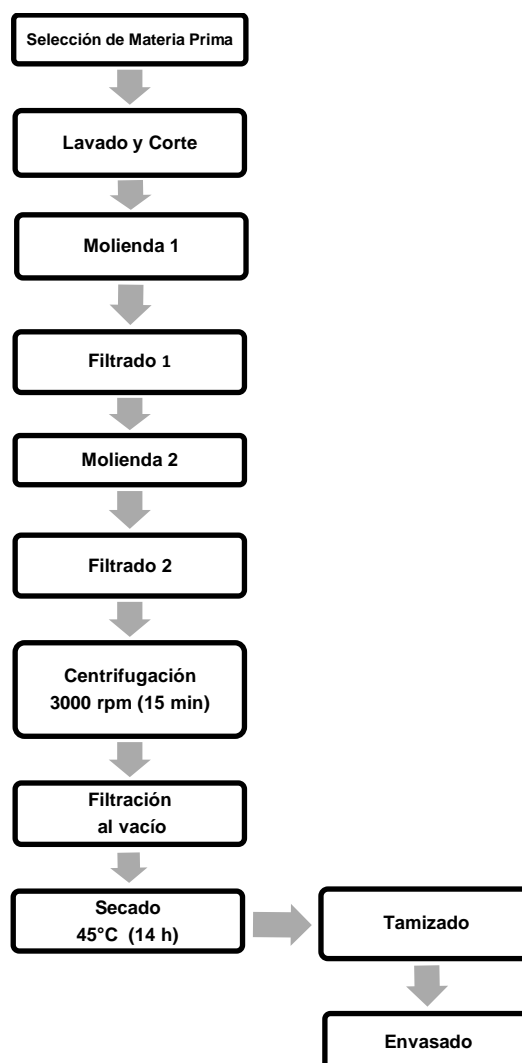 Selección de Materia Prima
Lavado y Corte
Molienda 1
Filtrado 1
Molienda 2
Filtrado 2
Centrifugación
3000 rpm (15 min)
Filtración
al vacío
Secado
45°C (14 h)
Tamizado
Envasado